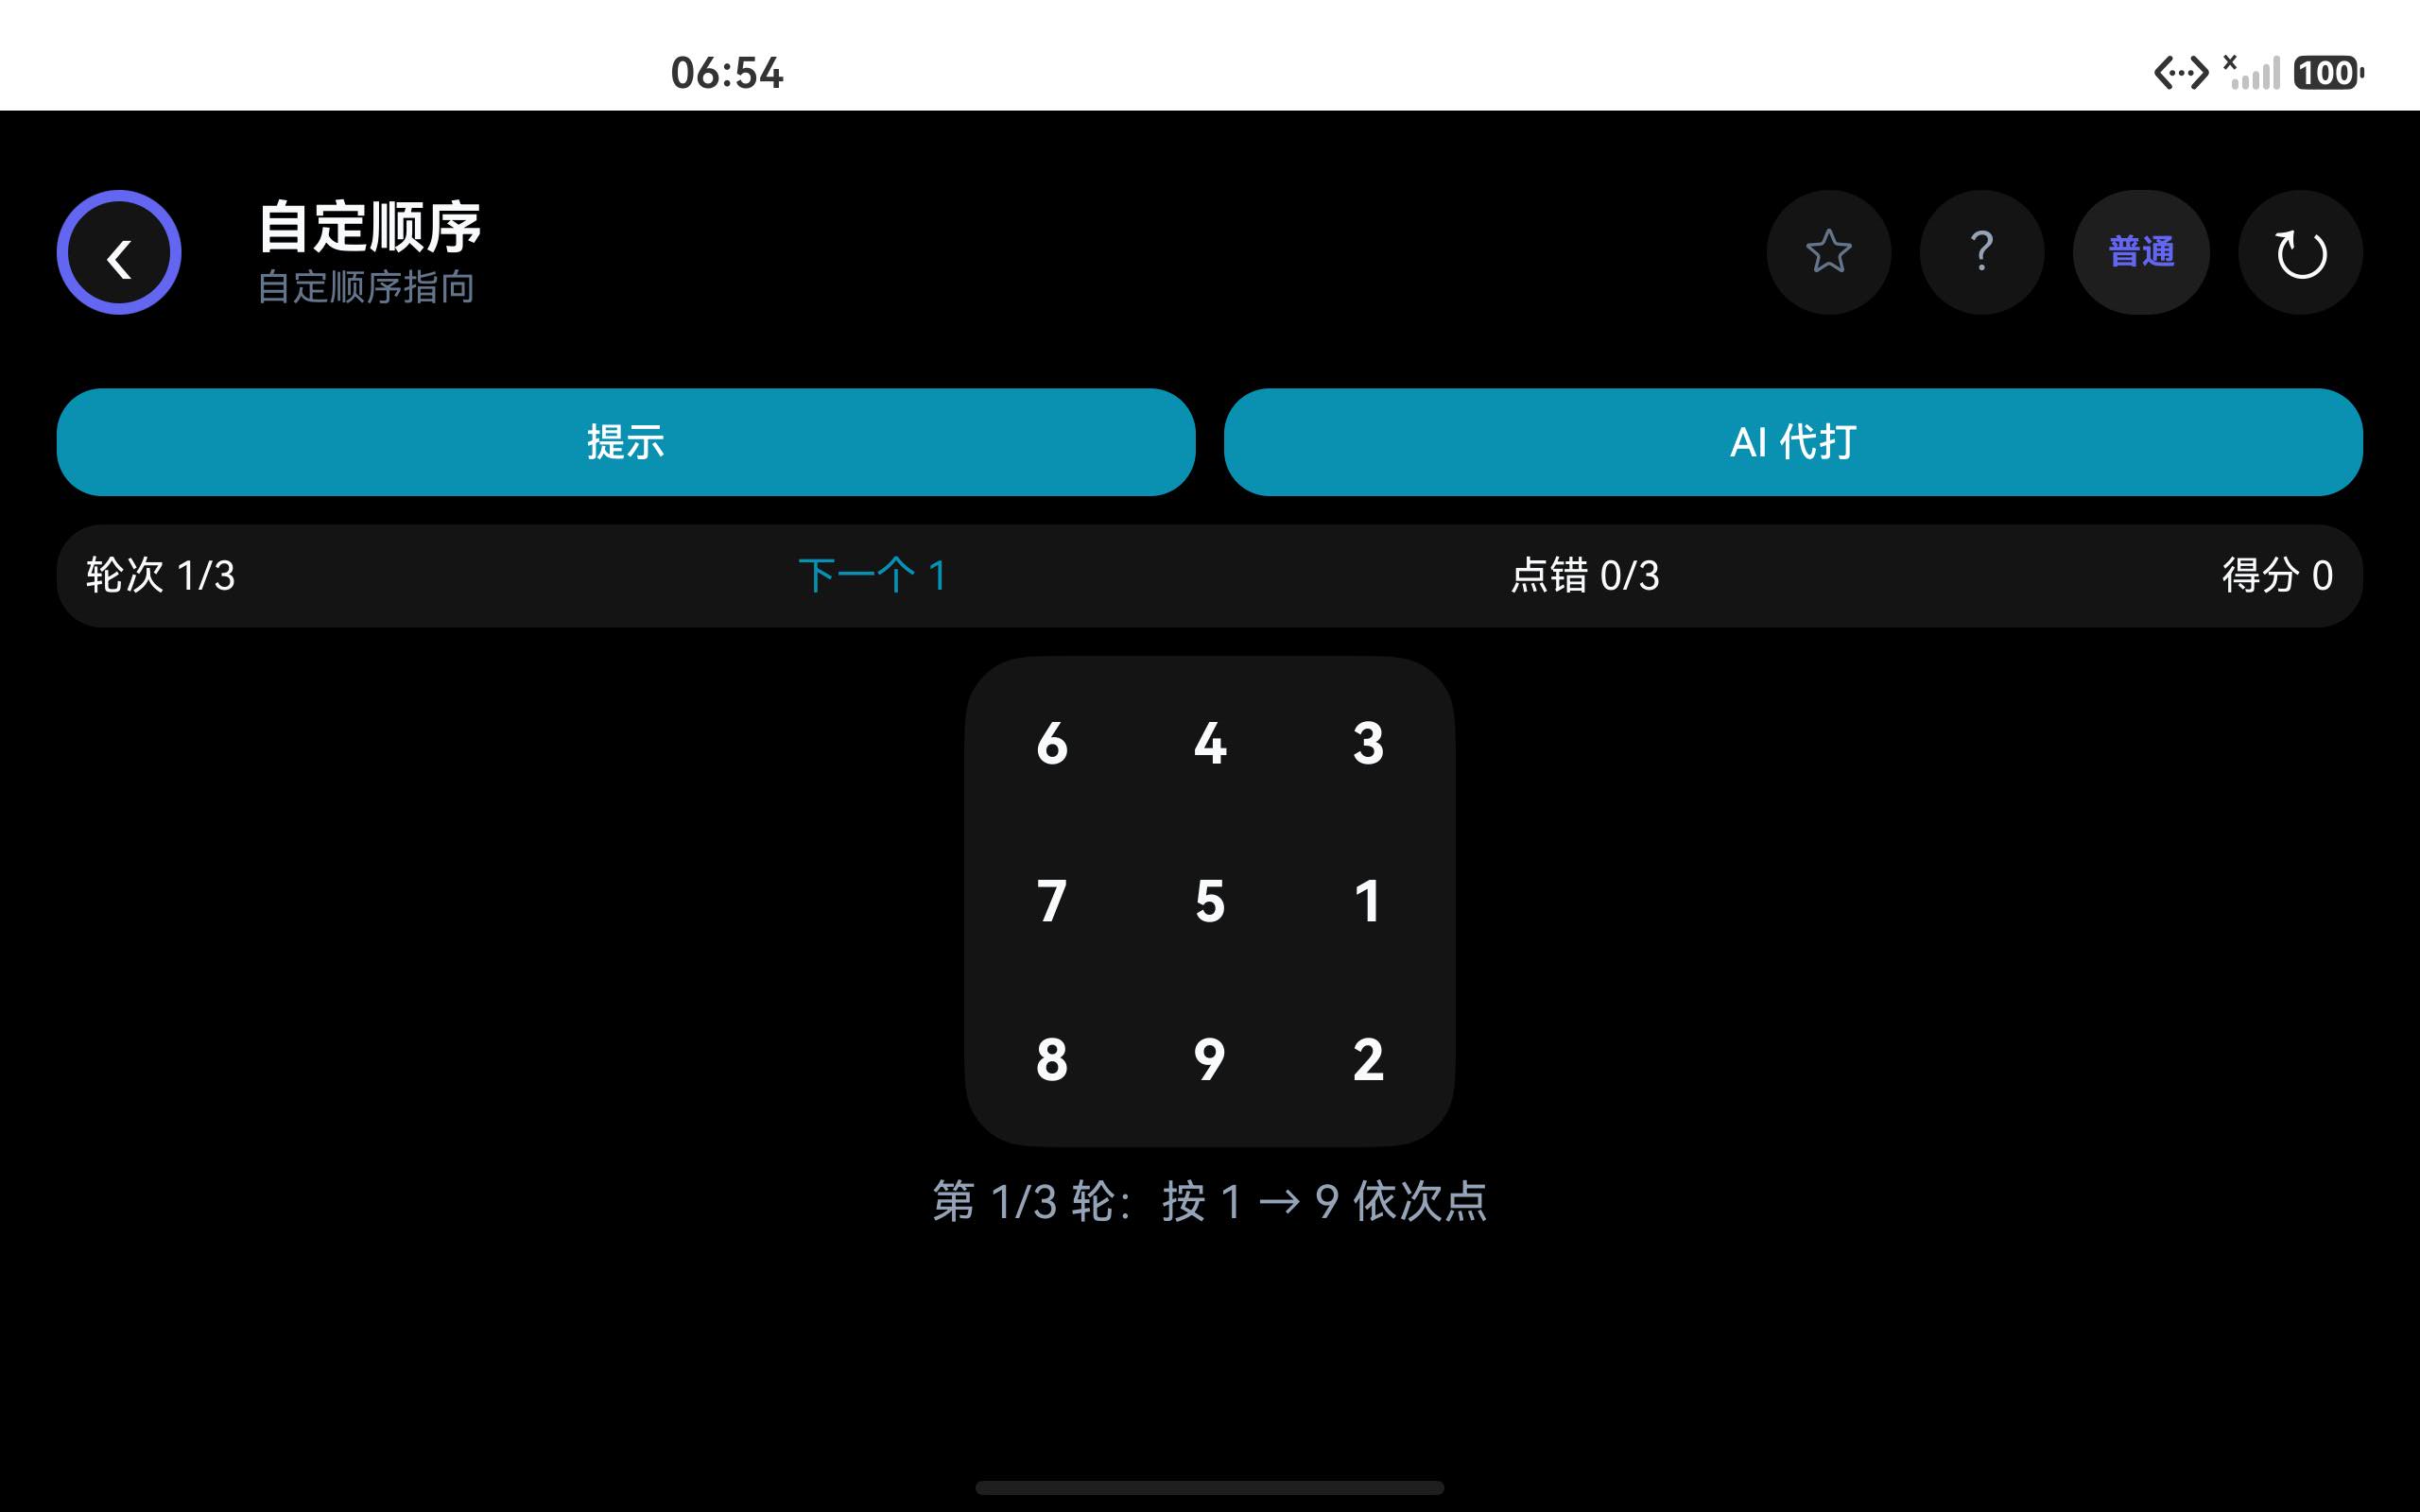 06:54
100
自定顺序
自定顺序指向
?
普通
提示
AI 代打
轮次 1/3
下一个 1
点错 0/3
得分 0
6 4 3
7 5 1
8 9 2
第 1/3 轮：按 1 → 9 依次点